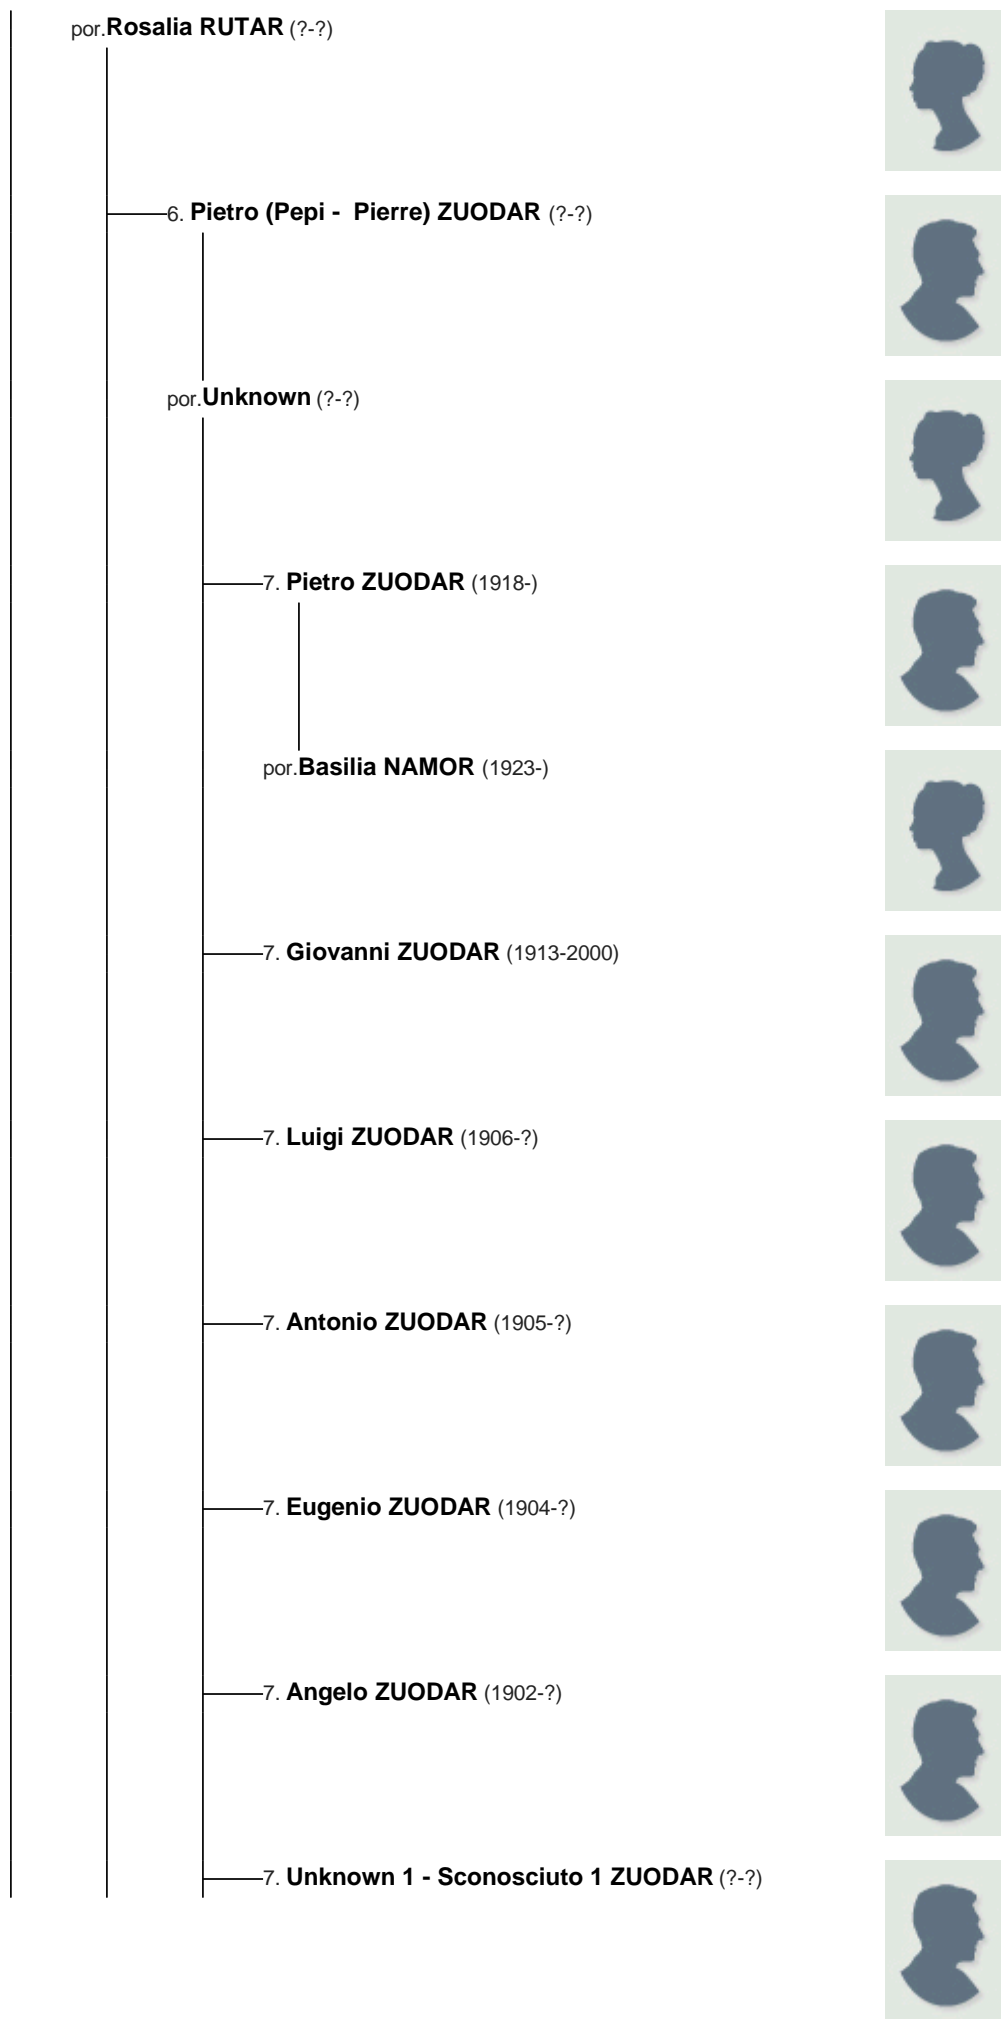 por.Rosalia RUTAR (?-?)
6. Pietro (Pepi - Pierre) ZUODAR (?-?)
por.Unknown (?-?)
7. Pietro ZUODAR (1918-)
por.Basilia NAMOR (1923-)
7. Giovanni ZUODAR (1913-2000)
7. Luigi ZUODAR (1906-?)
7. Antonio ZUODAR (1905-?)
7. Eugenio ZUODAR (1904-?)
7. Angelo ZUODAR (1902-?)
7. Unknown 1 - Sconosciuto 1 ZUODAR (?-?)